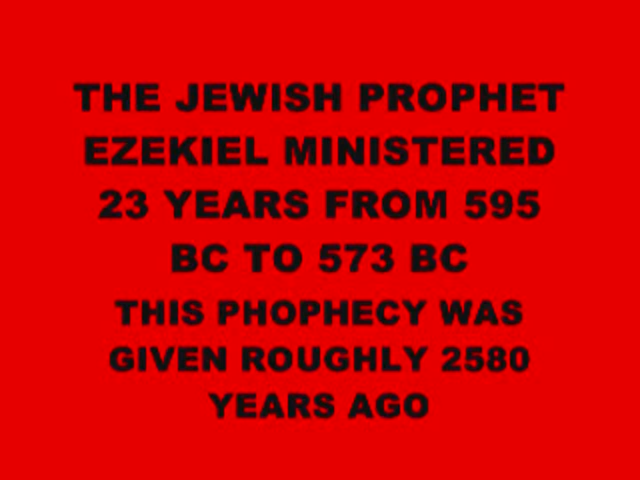 THE JEWISH PROPHET
EZEKIEL MINISTERED
23 YEARS FROM 595
BC TO 573 BC
THIS PHOPHECY WAS
GIVEN ROUGHLY 2580
YEARS AGO